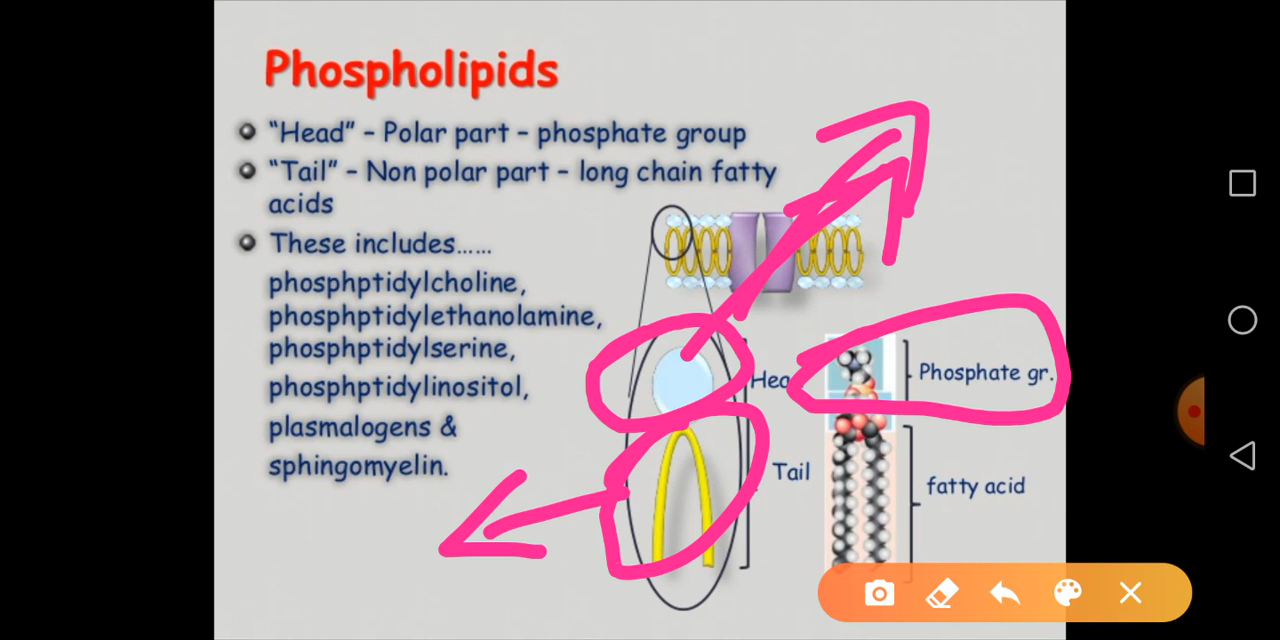 Phospholipids
“Head” – Polar part – phosphate group
“Tail” – Non polar part – long chain fatty
acids
These includes......
phosphptidylcholine,
phosphptidylethanolamine,
phosphptidylserine,
phosphptidylinositol,
plasmalogens &
sphingomyelin.
Phosphate gr.
Tail
fatty acid